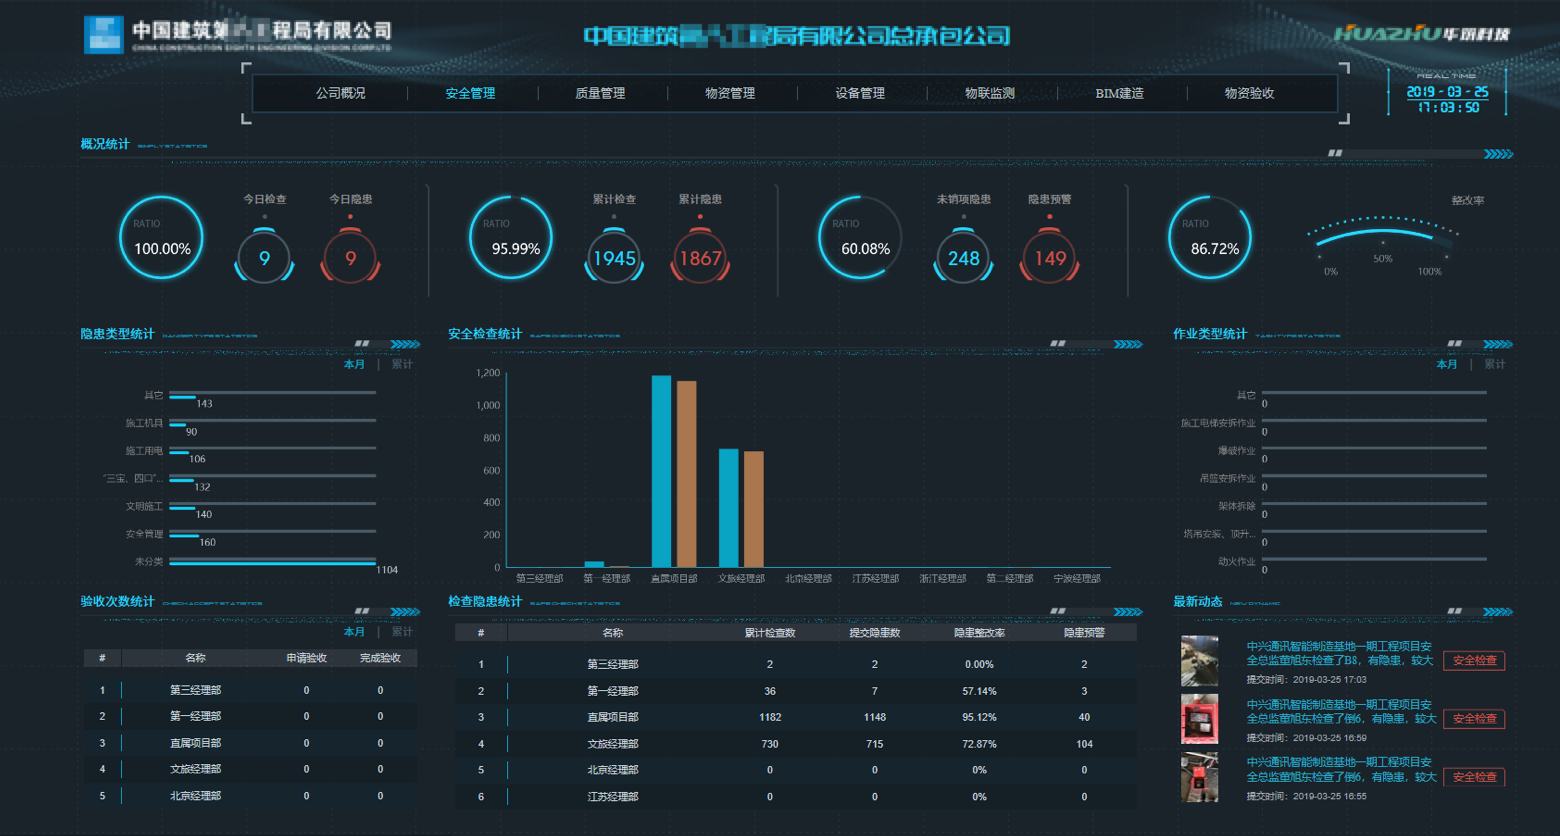 中国建筑第 工程局有限公司
CHINA CONSTRUCTION EIGHTH ENGINEERING DIVISION CORP.LTD
中国建筑第八工程局有限公司总承包公司
HUAZHU 华筑科技
公司概况 安全管理 质量管理 物资管理 设备管理 物联监测 BIM建造 物资验收
REAL TIME
2019 - 03 - 25
17:03:50
概况统计
RATIO
100.00%
今日检查
9
今日隐患
9
RATIO
95.99%
累计检查
1945
累计隐患
1867
RATIO
60.08%
未销项隐患
248
隐患预警
149
RATIO
86.72%
整改率
0% 50% 100%
隐患类型统计 DANGER TYPE STATISTICS
本月 | 累计
其它 143
施工机具 90
施工用电 106
"三宝、四口"... 132
文明施工 140
安全管理 160
未分类 1104
安全检查统计 SAFE CHECK STATISTICS
1,200
1,000
800
600
400
200
0
第三经理部 第一经理部 直属项目部 文旅经理部 北京经理部 江苏经理部 浙江经理部 第二经理部 宁波经理部
作业类型统计 TASK TYPE STATISTICS
本月 | 累计
其它 0
施工电梯安拆作业 0
爆破作业 0
吊篮安拆作业 0
架体拆除 0
塔吊安装、顶升... 0
动火作业 0
验收次数统计 CHECK ACCEPT STATISTICS
本月 | 累计
# 名称 申请验收 完成验收
1 第三经理部 0 0
2 第一经理部 0 0
3 直属项目部 0 0
4 文旅经理部 0 0
5 北京经理部 0 0
检查隐患统计 SAFE CHECK STATISTICS
# 名称 累计检查数 提交隐患数 隐患整改率 隐患预警
1 第三经理部 2 2 0.00% 2
2 第一经理部 36 7 57.14% 3
3 直属项目部 1182 1148 95.12% 40
4 文旅经理部 730 715 72.87% 104
5 北京经理部 0 0 0% 0
6 江苏经理部 0 0 0% 0
最新动态 NEW DYNAMIC
中兴通讯智能制造基地一期工程项目安
全总监董旭东检查了B8，有隐患，较大
安全检查
提交时间：2019-03-25 17:03
中兴通讯智能制造基地一期工程项目安
全总监董旭东检查了倒6，有隐患，较大
安全检查
提交时间：2019-03-25 16:59
中兴通讯智能制造基地一期工程项目安
全总监董旭东检查了倒6，有隐患，较大
安全检查
提交时间：2019-03-25 16:55